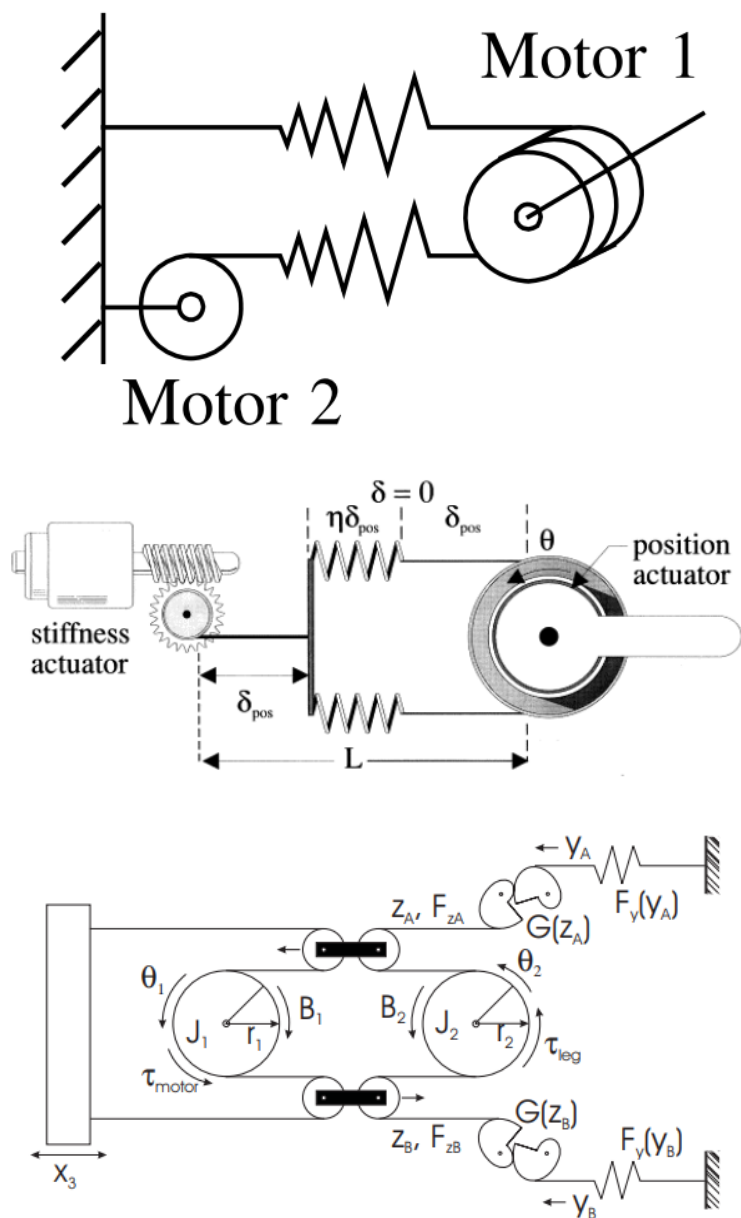 Motor 1
Motor 2
δ = 0
ηδpos
δpos
θ
position
actuator
stiffness
actuator
δpos
L
yA
zA, FzA
G(zA)
Fy(yA)
θ1
B1
B2
θ2
J1
r1
J2
r2
τmotor
τleg
G(zB)
zB, FzB
Fy(yB)
X3
yB